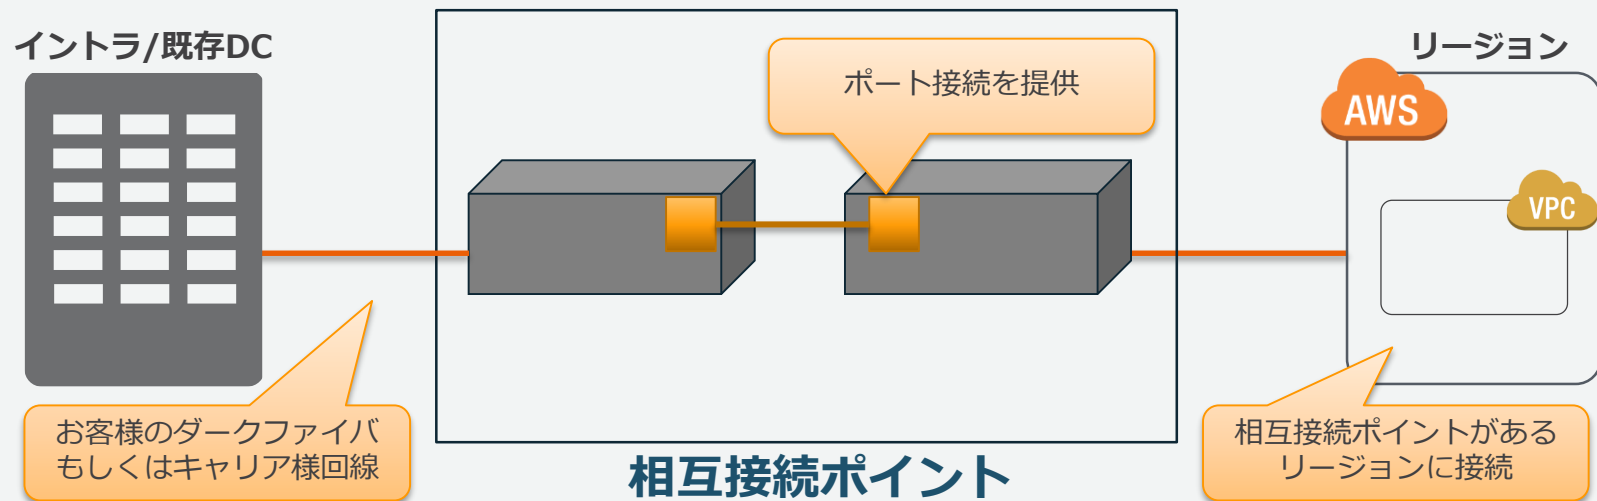 イントラ/既存DC
リージョン
ポート接続を提供
AWS
VPC
お客様のダークファイバ
もしくはキャリア様回線
相互接続ポイントがある
リージョンに接続
相互接続ポイント